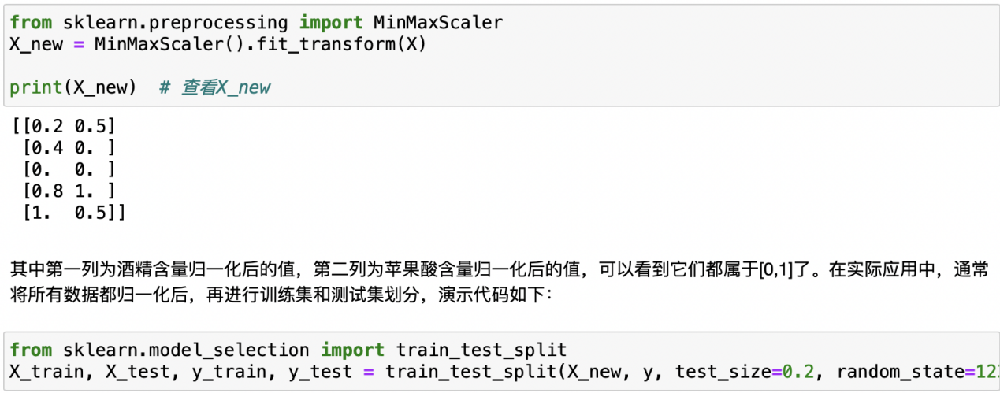 from sklearn.preprocessing import MinMaxScaler
X_new = MinMaxScaler().fit_transform(X)
print(X_new)  # 查看X_new
[[0.2 0.5]
 [0.4 0. ]
 [0.  0. ]
 [0.8 1. ]
 [1.  0.5]]
其中第一列为酒精含量归一化后的值，第二列为苹果酸含量归一化后的值，可以看到它们都属于[0,1]了。在实际应用中，通常
将所有数据都归一化后，再进行训练集和测试集划分，演示代码如下：
from sklearn.model_selection import train_test_split
X_train, X_test, y_train, y_test = train_test_split(X_new, y, test_size=0.2, random_state=12